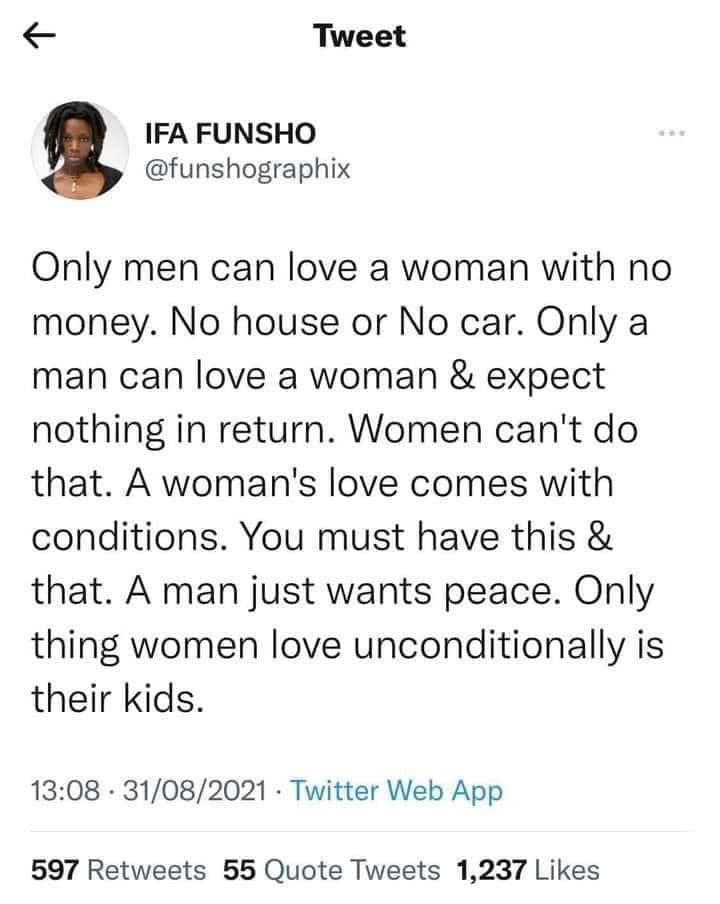 Tweet
IFA FUNSHO
@funshographix
Only men can love a woman with no
money. No house or No car. Only a
man can love a woman & expect
nothing in return. Women can't do
that. A woman's love comes with
conditions. You must have this &
that. A man just wants peace. Only
thing women love unconditionally is
their kids.
13:08 · 31/08/2021 · Twitter Web App
597 Retweets 55 Quote Tweets 1,237 Likes